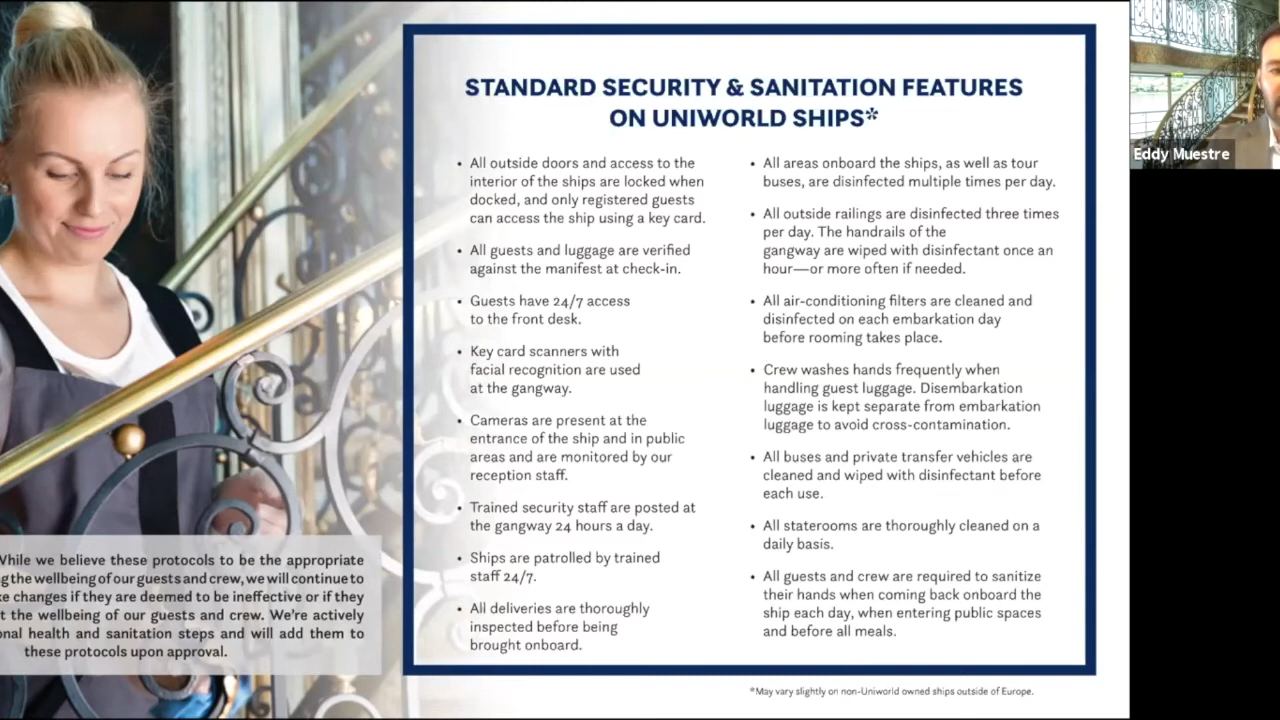 STANDARD SECURITY & SANITATION FEATURES
ON UNIWORLD SHIPS*
• All outside doors and access to the
interior of the ships are locked when
docked, and only registered guests
can access the ship using a key card.
• All guests and luggage are verified
against the manifest at check-in.
• Guests have 24/7 access
to the front desk.
• Key card scanners with
facial recognition are used
at the gangway.
• Cameras are present at the
entrance of the ship and in public
areas and are monitored by our
reception staff.
• Trained security staff are posted at
the gangway 24 hours a day.
• Ships are patrolled by trained
staff 24/7.
• All deliveries are thoroughly
inspected before being
brought onboard.
• All areas onboard the ships, as well as tour
buses, are disinfected multiple times per day.
• All outside railings are disinfected three times
per day. The handrails of the
gangway are wiped with disinfectant once an
hour—or more often if needed.
• All air-conditioning filters are cleaned and
disinfected on each embarkation day
before rooming takes place.
• Crew washes hands frequently when
handling guest luggage. Disembarkation
luggage is kept separate from embarkation
luggage to avoid cross-contamination.
• All buses and private transfer vehicles are
cleaned and wiped with disinfectant before
each use.
• All staterooms are thoroughly cleaned on a
daily basis.
• All guests and crew are required to sanitize
their hands when coming back onboard the
ship each day, when entering public spaces
and before all meals.
*May vary slightly on non-Uniworld owned ships outside of Europe.
While we believe these protocols to be the appropriate
the wellbeing of our guests and crew, we will continue to
changes if they are deemed to be ineffective or if they
the wellbeing of our guests and crew. We're actively
health and sanitation steps and will add them to
these protocols upon approval.
Eddy Muestre